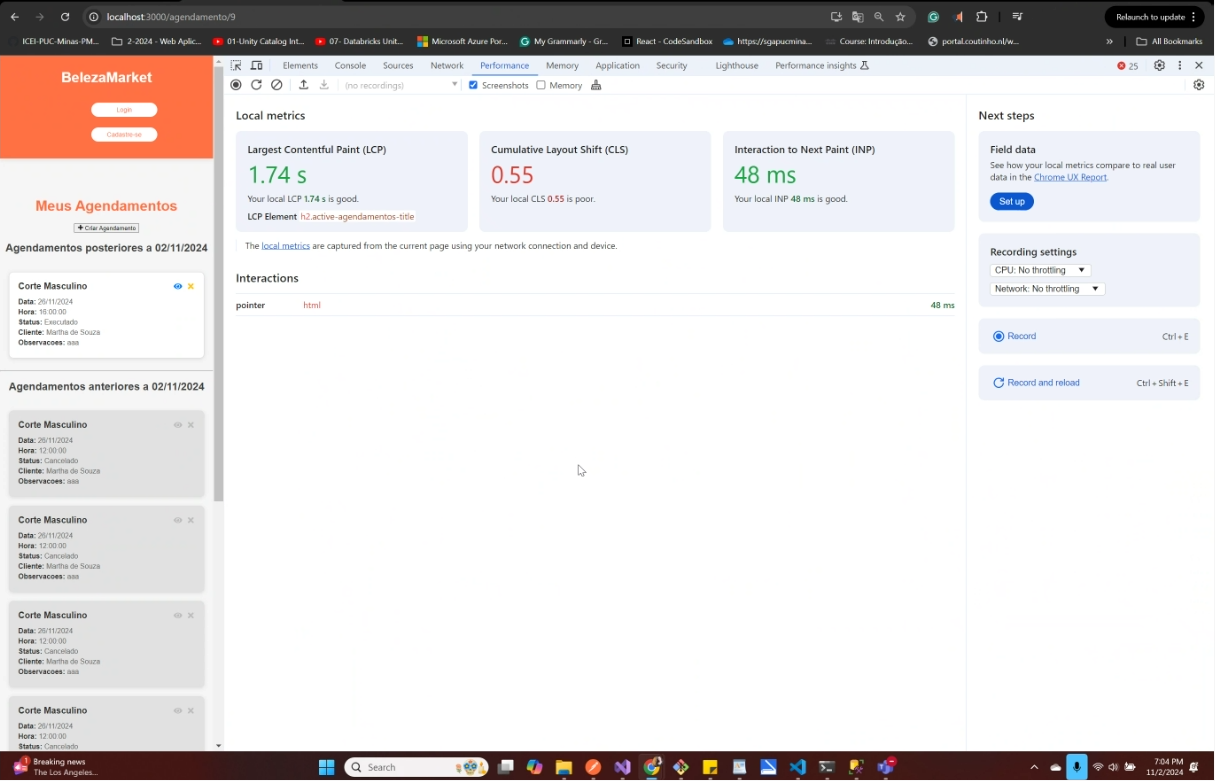 localhost:3000/agendamento/9
Relaunch to update
ICEI-PUC-Minas-PM...
2-2024 - Web Aplic...
01-Unity Catalog Int...
07- Databricks Unit...
Microsoft Azure Por...
My Grammarly - Gr...
React - CodeSandbox
https://sgapucmina...
Course: Introdução...
portal.coutinho.nl/w...
»
All Bookmarks
BelezaMarket
Login
Cadastre-se
Meus Agendamentos
+ Criar Agendamento
Agendamentos posteriores a 02/11/2024
Corte Masculino
Data: 26/11/2024
Hora: 16:00:00
Status: Executado
Cliente: Martha de Souza
Observacoes: aaa
Agendamentos anteriores a 02/11/2024
Corte Masculino
Data: 26/11/2024
Hora: 12:00:00
Status: Cancelado
Cliente: Martha de Souza
Observacoes: aaa
Corte Masculino
Data: 26/11/2024
Hora: 12:00:00
Status: Cancelado
Cliente: Martha de Souza
Observacoes: aaa
Corte Masculino
Data: 26/11/2024
Hora: 12:00:00
Status: Cancelado
Cliente: Martha de Souza
Observacoes: aaa
Corte Masculino
Data: 26/11/2024
Hora: 12:00:00
Status: Cancelado
Elements Console Sources Network Performance Memory Application Security Lighthouse Performance insights 25
(no recordings) Screenshots Memory
Local metrics
Largest Contentful Paint (LCP)
1.74 s
Your local LCP 1.74 s is good.
LCP Element h2.active-agendamentos-title
Cumulative Layout Shift (CLS)
0.55
Your local CLS 0.55 is poor.
Interaction to Next Paint (INP)
48 ms
Your local INP 48 ms is good.
The local metrics are captured from the current page using your network connection and device.
Interactions
pointer html 48 ms
Next steps
Field data
See how your local metrics compare to real user
data in the Chrome UX Report.
Set up
Recording settings
CPU: No throttling
Network: No throttling
Record Ctrl + E
Record and reload Ctrl + Shift + E
1
Breaking news
The Los Angeles...
Search
7:04 PM
11/2/2024